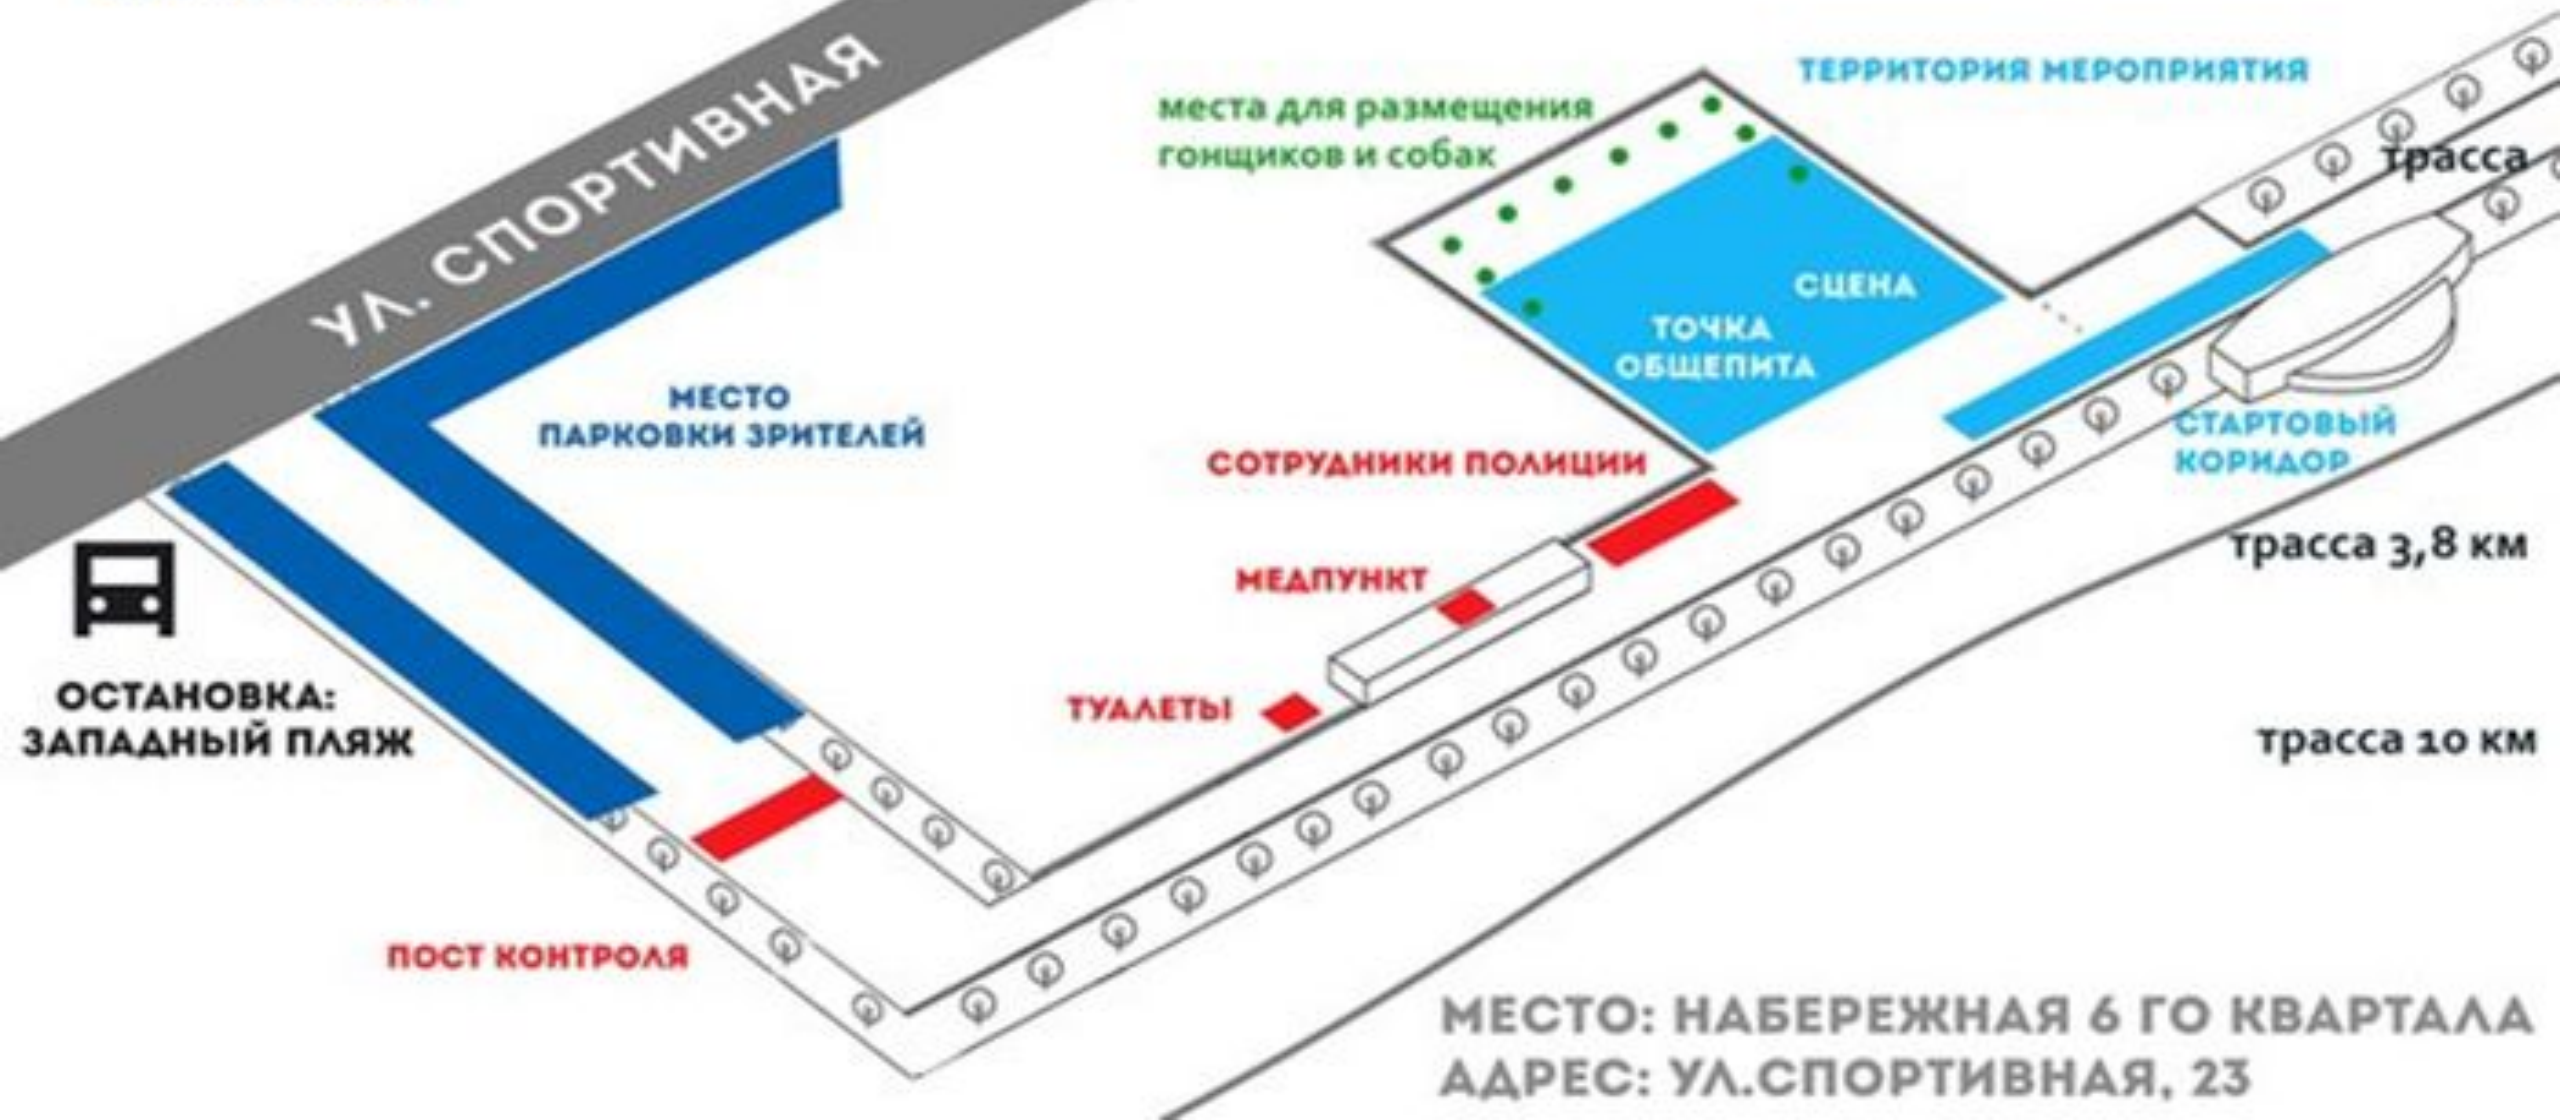 УЛ. СПОРТИВНАЯ
ТЕРРИТОРИЯ МЕРОПРИЯТИЯ
места для размещения
гонщиков и собак
трасса
СЦЕНА
ТОЧКА
ОБЩЕПИТА
МЕСТО
ПАРКОВКИ ЗРИТЕЛЕЙ
СТАРТОВЫЙ
КОРИДОР
СОТРУДНИКИ ПОЛИЦИИ
трасса 3,8 км
МЕДПУНКТ
ОСТАНОВКА:
ЗАПАДНЫЙ ПЛЯЖ
ТУАЛЕТЫ
трасса 10 км
ПОСТ КОНТРОЛЯ
МЕСТО: НАБЕРЕЖНАЯ 6 ГО КВАРТАЛА
АДРЕС: УЛ.СПОРТИВНАЯ, 23